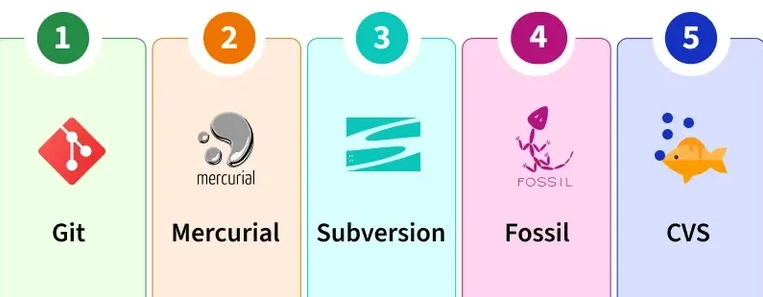 1
2
3
4
5
mercurial
FOSSIL
Git
Mercurial
Subversion
Fossil
CVS